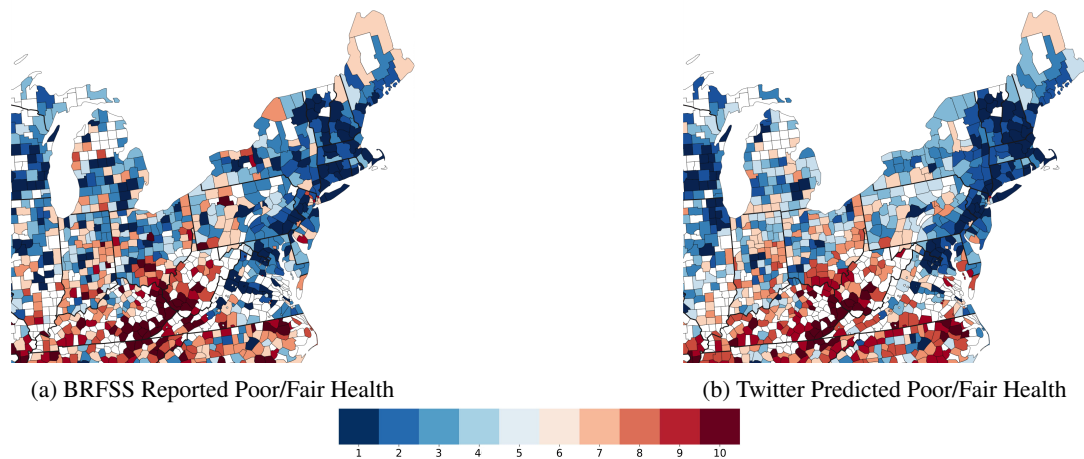 (a) BRFSS Reported Poor/Fair Health
(b) Twitter Predicted Poor/Fair Health
1 2 3 4 5 6 7 8 9 10